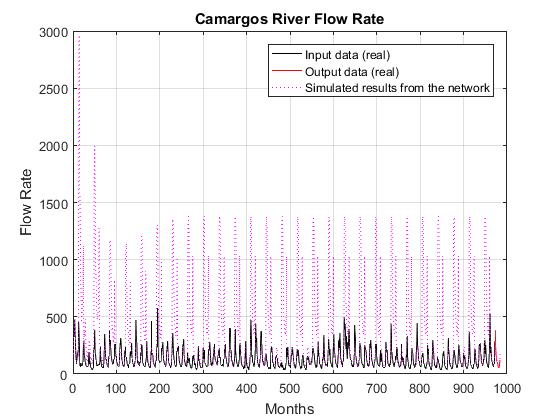 Camargos River Flow Rate
Input data (real)
Output data (real)
Simulated results from the network
Flow Rate
3000
2500
2000
1500
1000
500
0
0 100 200 300 400 500 600 700 800 900 1000
Months